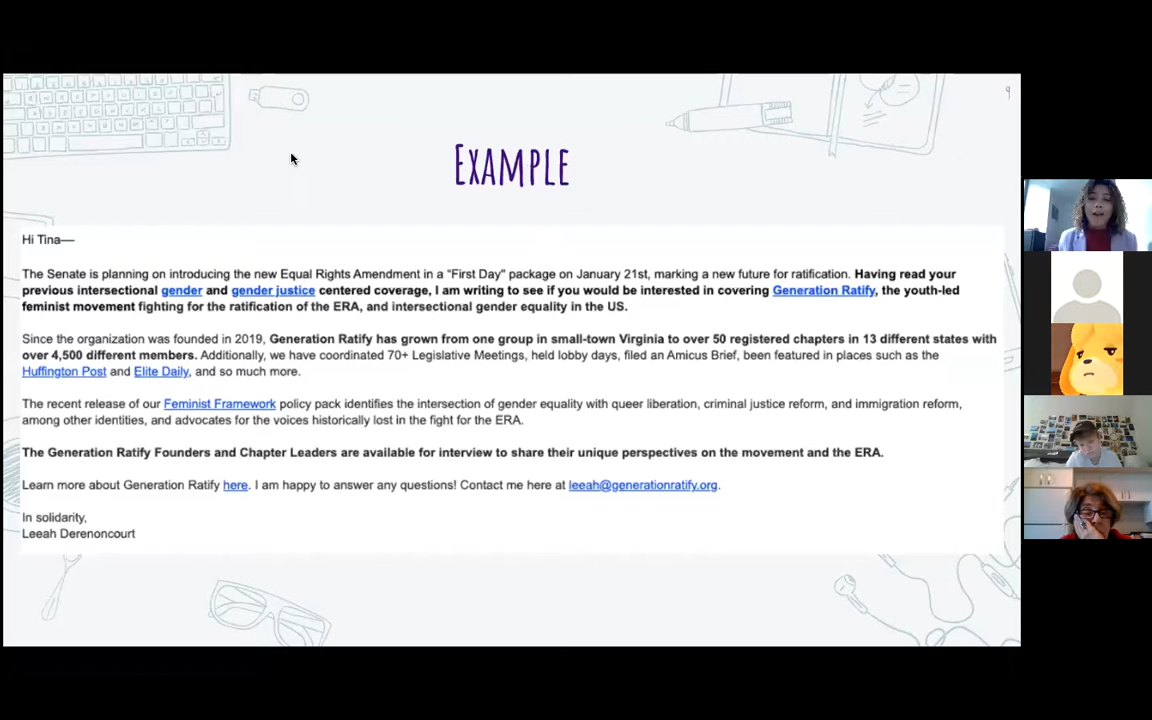 9
EXAMPLE
Hi Tina—
The Senate is planning on introducing the new Equal Rights Amendment in a "First Day" package on January 21st, marking a new future for ratification. Having read your
previous intersectional gender and gender justice centered coverage, I am writing to see if you would be interested in covering Generation Ratify, the youth-led
feminist movement fighting for the ratification of the ERA, and intersectional gender equality in the US.
Since the organization was founded in 2019, Generation Ratify has grown from one group in small-town Virginia to over 50 registered chapters in 13 different states with
over 4,500 different members. Additionally, we have coordinated 70+ Legislative Meetings, held lobby days, filed an Amicus Brief, been featured in places such as the
Huffington Post and Elite Daily, and so much more.
The recent release of our Feminist Framework policy pack identifies the intersection of gender equality with queer liberation, criminal justice reform, and immigration reform,
among other identities, and advocates for the voices historically lost in the fight for the ERA.
The Generation Ratify Founders and Chapter Leaders are available for interview to share their unique perspectives on the movement and the ERA.
Learn more about Generation Ratify here. I am happy to answer any questions! Contact me here at leeah@generationratify.org.
In solidarity,
Leeah Derenoncourt